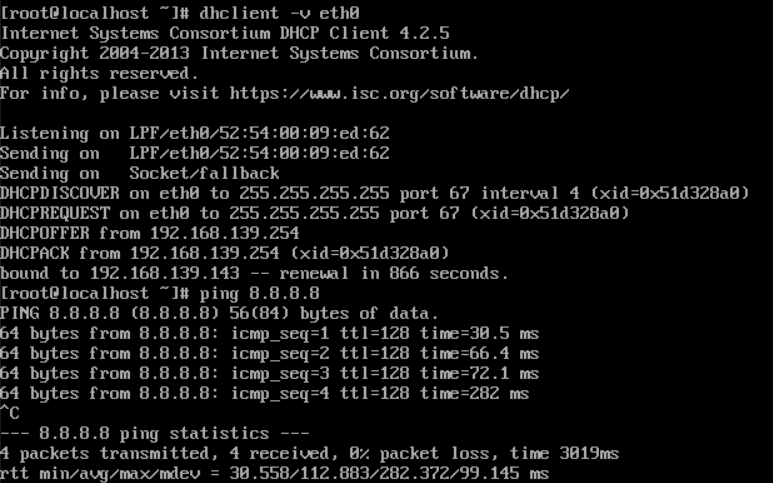 [root@localhost ~]# dhclient -v eth0
Internet Systems Consortium DHCP Client 4.2.5
Copyright 2004-2013 Internet Systems Consortium.
All rights reserved.
For info, please visit https://www.isc.org/software/dhcp/

Listening on LPF/eth0/52:54:00:09:ed:62
Sending on   LPF/eth0/52:54:00:09:ed:62
Sending on   Socket/fallback
DHCPDISCOVER on eth0 to 255.255.255.255 port 67 interval 4 (xid=0x51d328a0)
DHCPREQUEST on eth0 to 255.255.255.255 port 67 (xid=0x51d328a0)
DHCPOFFER from 192.168.139.254
DHCPACK from 192.168.139.254 (xid=0x51d328a0)
bound to 192.168.139.143 -- renewal in 866 seconds.
[root@localhost ~]# ping 8.8.8.8
PING 8.8.8.8 (8.8.8.8) 56(84) bytes of data.
64 bytes from 8.8.8.8: icmp_seq=1 ttl=128 time=30.5 ms
64 bytes from 8.8.8.8: icmp_seq=2 ttl=128 time=66.4 ms
64 bytes from 8.8.8.8: icmp_seq=3 ttl=128 time=72.1 ms
64 bytes from 8.8.8.8: icmp_seq=4 ttl=128 time=282 ms
^C
--- 8.8.8.8 ping statistics ---
4 packets transmitted, 4 received, 0% packet loss, time 3019ms
rtt min/avg/max/mdev = 30.558/112.883/282.372/99.145 ms